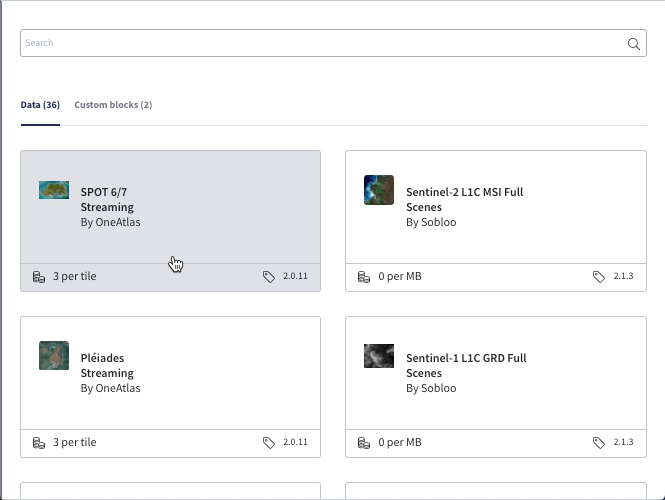 Search
Data (36)
Custom blocks (2)
SPOT 6/7
Streaming
By OneAtlas
3 per tile
2.0.11
Sentinel-2 L1C MSI Full
Scenes
By Sobloo
0 per MB
2.1.3
Pléiades
Streaming
By OneAtlas
3 per tile
2.0.11
Sentinel-1 L1C GRD Full
Scenes
By Sobloo
0 per MB
2.1.3